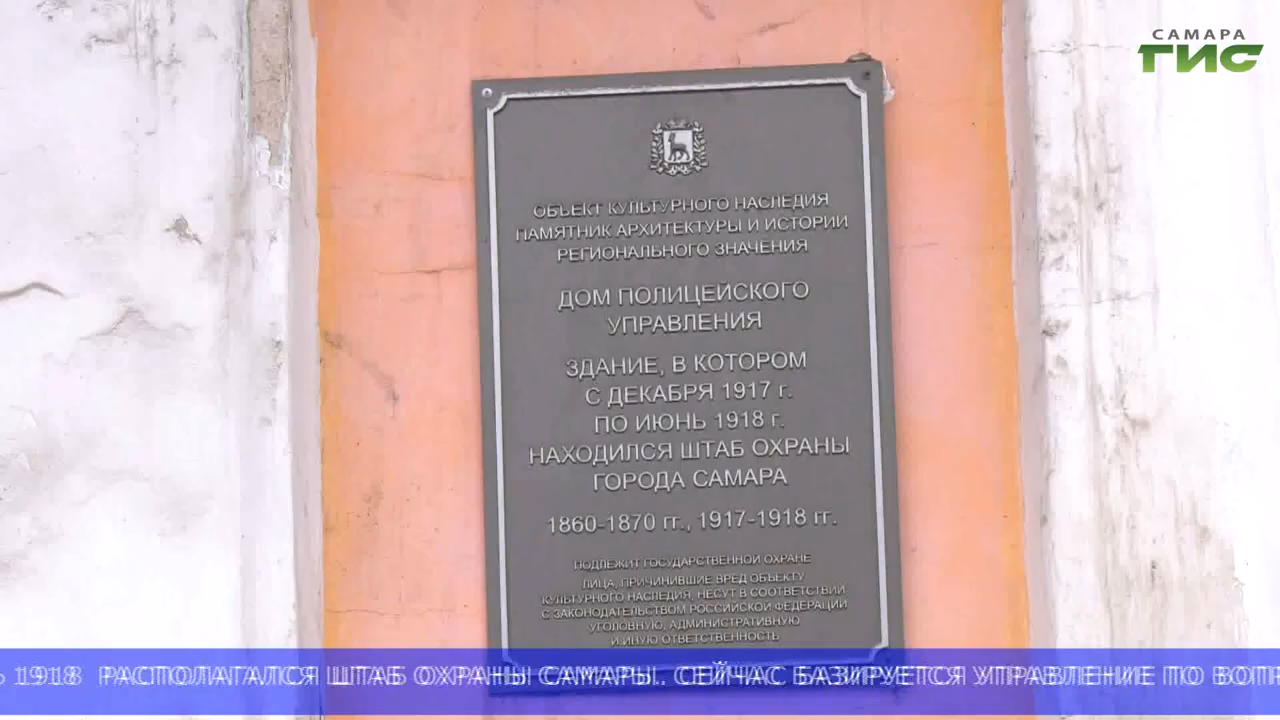 САМАРА
ГИС
ОБЪЕКТ КУЛЬТУРНОГО НАСЛЕДИЯ
ПАМЯТНИК АРХИТЕКТУРЫ И ИСТОРИИ
РЕГИОНАЛЬНОГО ЗНАЧЕНИЯ
ДОМ ПОЛИЦЕЙСКОГО
УПРАВЛЕНИЯ
ЗДАНИЕ, В КОТОРОМ
С ДЕКАБРЯ 1917 г.
ПО ИЮНЬ 1918 г.
НАХОДИЛСЯ ШТАБ ОХРАНЫ
ГОРОДА САМАРА
1860-1870 гг., 1917-1918 гг.
ПОДЛЕЖИТ ГОСУДАРСТВЕННОЙ ОХРАНЕ
ЛИЦА, ПРИЧИНИВШИЕ ВРЕД ОБЪЕКТУ
КУЛЬТУРНОГО НАСЛЕДИЯ, НЕСУТ В СООТВЕТСТВИИ
С ЗАКОНОДАТЕЛЬСТВОМ РОССИЙСКОЙ ФЕДЕРАЦИИ
УГОЛОВНУЮ, АДМИНИСТРАТИВНУЮ
И ИНУЮ ОТВЕТСТВЕННОСТЬ
1918 РАСПОЛАГАЛСЯ ШТАБ ОХРАНЫ САМАРЫ. СЕЙЧАС БАЗИРУЕТСЯ УПРАВЛЕНИЕ ПО